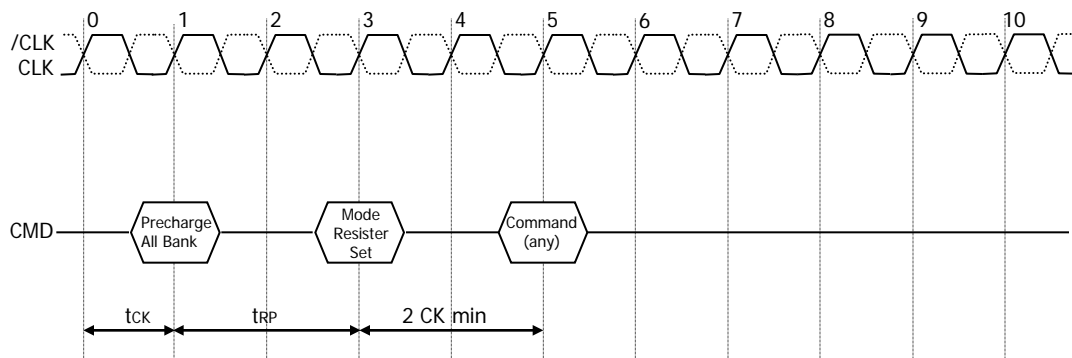 0 1 2 3 4 5 6 7 8 9 10
/CLK
CLK
CMD
Precharge
All Bank
Mode
Resister
Set
Command
(any)
tCK
tRP
2 CK min